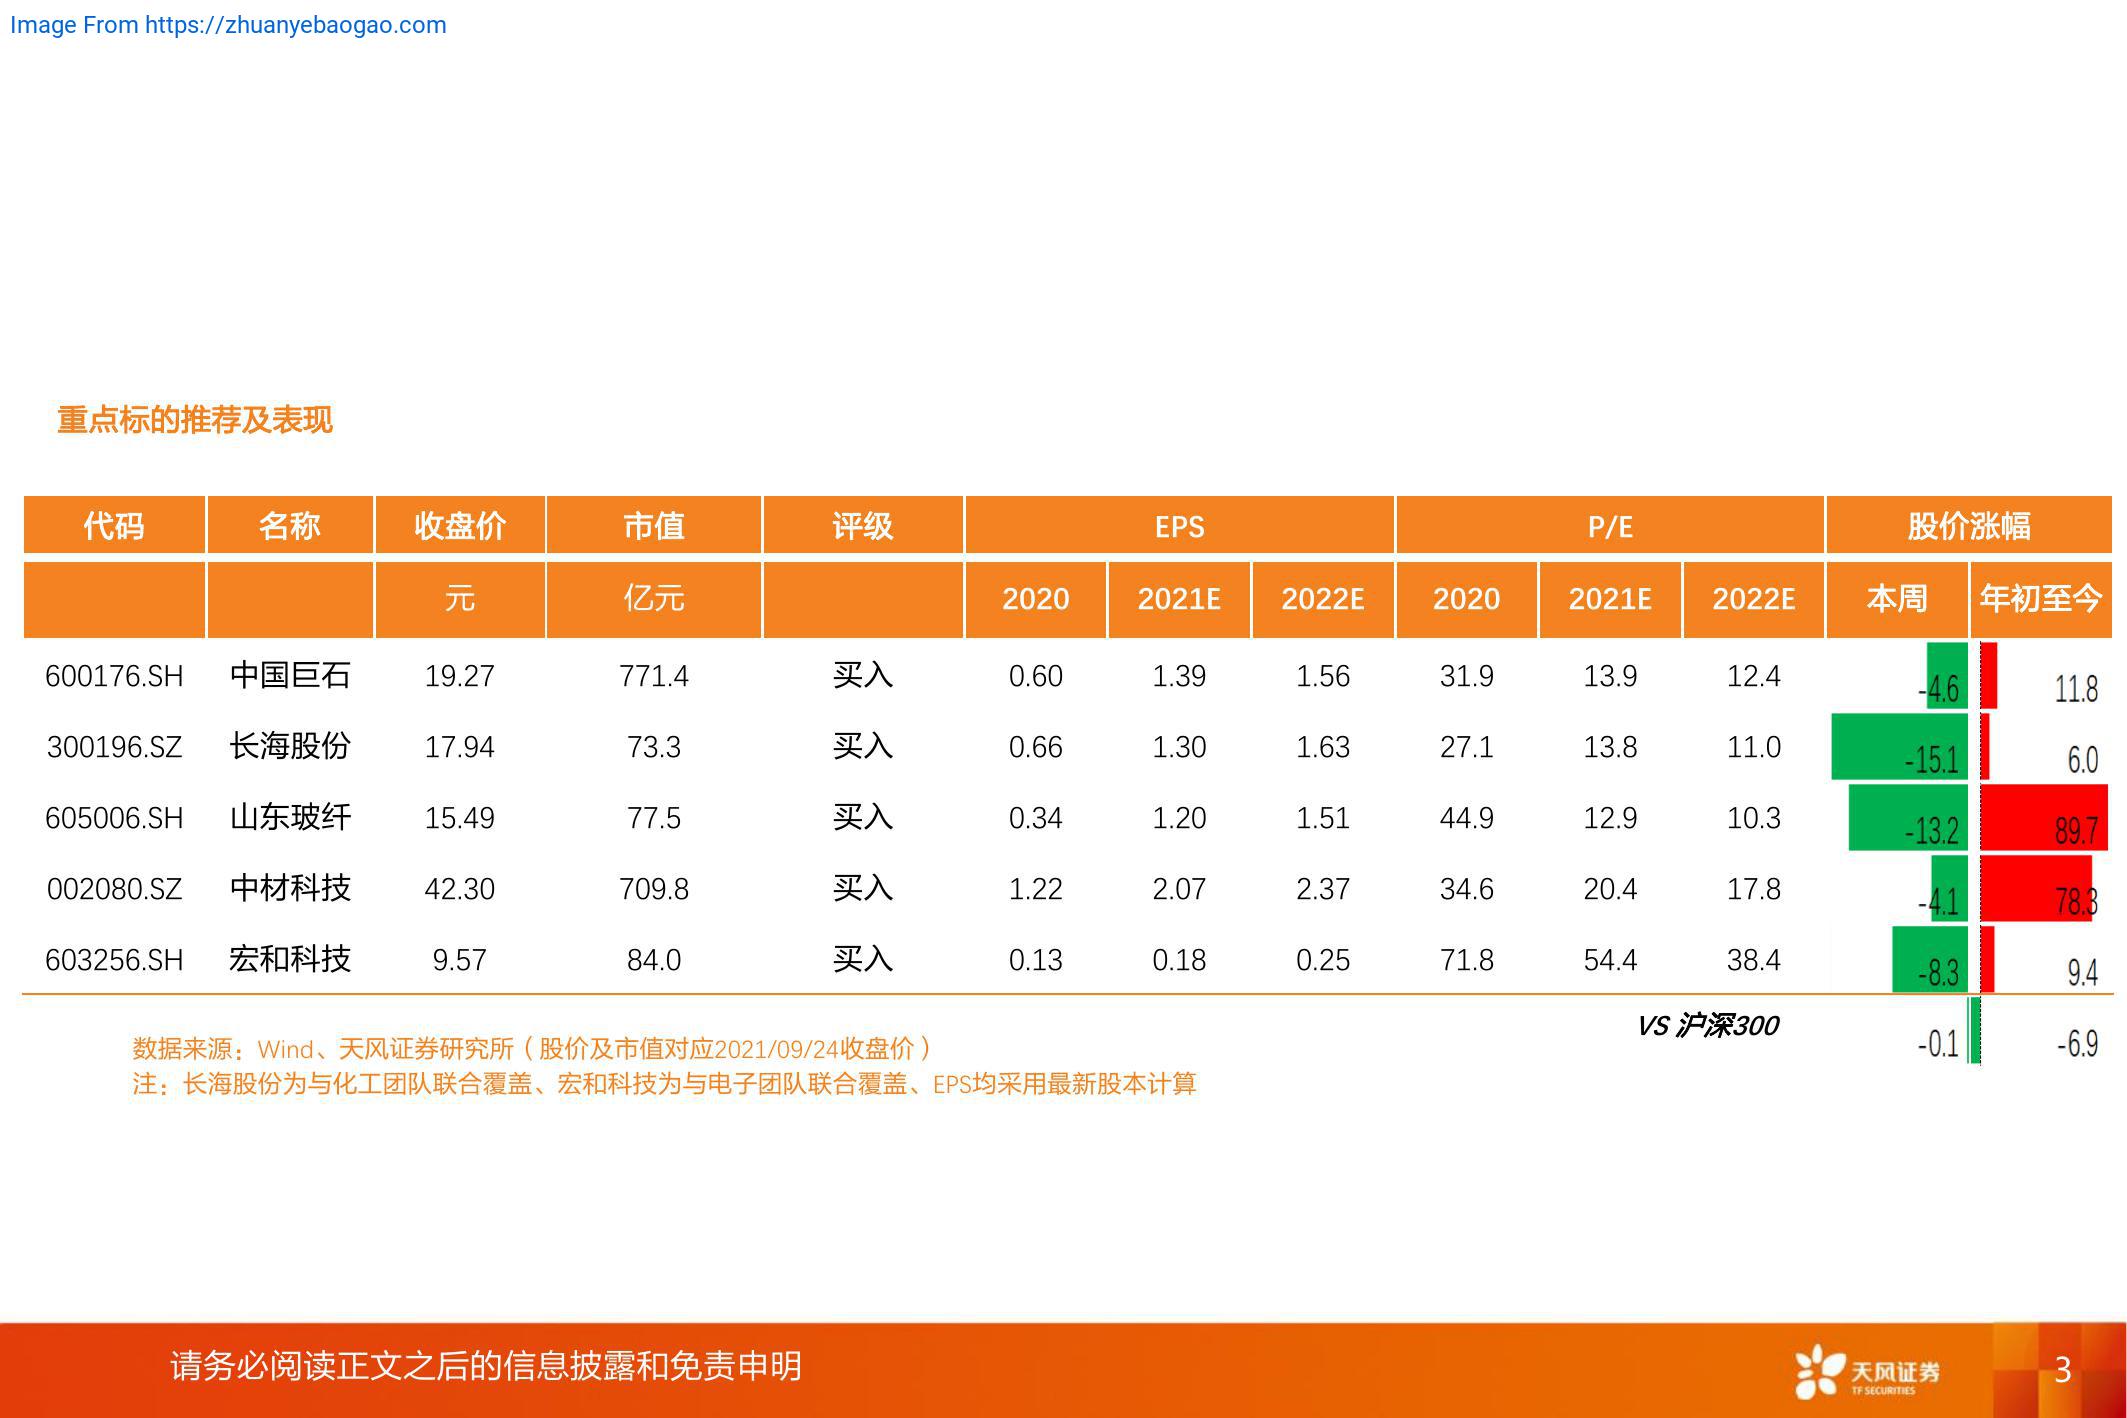 Image From https://zhuanyebaogao.com
重点标的推荐及表现
代码 名称 收盘价 市值 评级 EPS P/E 股价涨幅
元 亿元 2020 2021E 2022E 2020 2021E 2022E 本周 年初至今
600176.SH 中国巨石 19.27 771.4 买入 0.60 1.39 1.56 31.9 13.9 12.4 -4.6 11.8
300196.SZ 长海股份 17.94 73.3 买入 0.66 1.30 1.63 27.1 13.8 11.0 -15.1 6.0
605006.SH 山东玻纤 15.49 77.5 买入 0.34 1.20 1.51 44.9 12.9 10.3 -13.2 89.7
002080.SZ 中材科技 42.30 709.8 买入 1.22 2.07 2.37 34.6 20.4 17.8 -4.1 78.3
603256.SH 宏和科技 9.57 84.0 买入 0.13 0.18 0.25 71.8 54.4 38.4 -8.3 9.4
VS 沪深300 -0.1 -6.9
数据来源：Wind、天风证券研究所（股价及市值对应2021/09/24收盘价）
注：长海股份为与化工团队联合覆盖、宏和科技为与电子团队联合覆盖、EPS均采用最新股本计算
请务必阅读正文之后的信息披露和免责申明
天风证券
TF SECURITIES
3